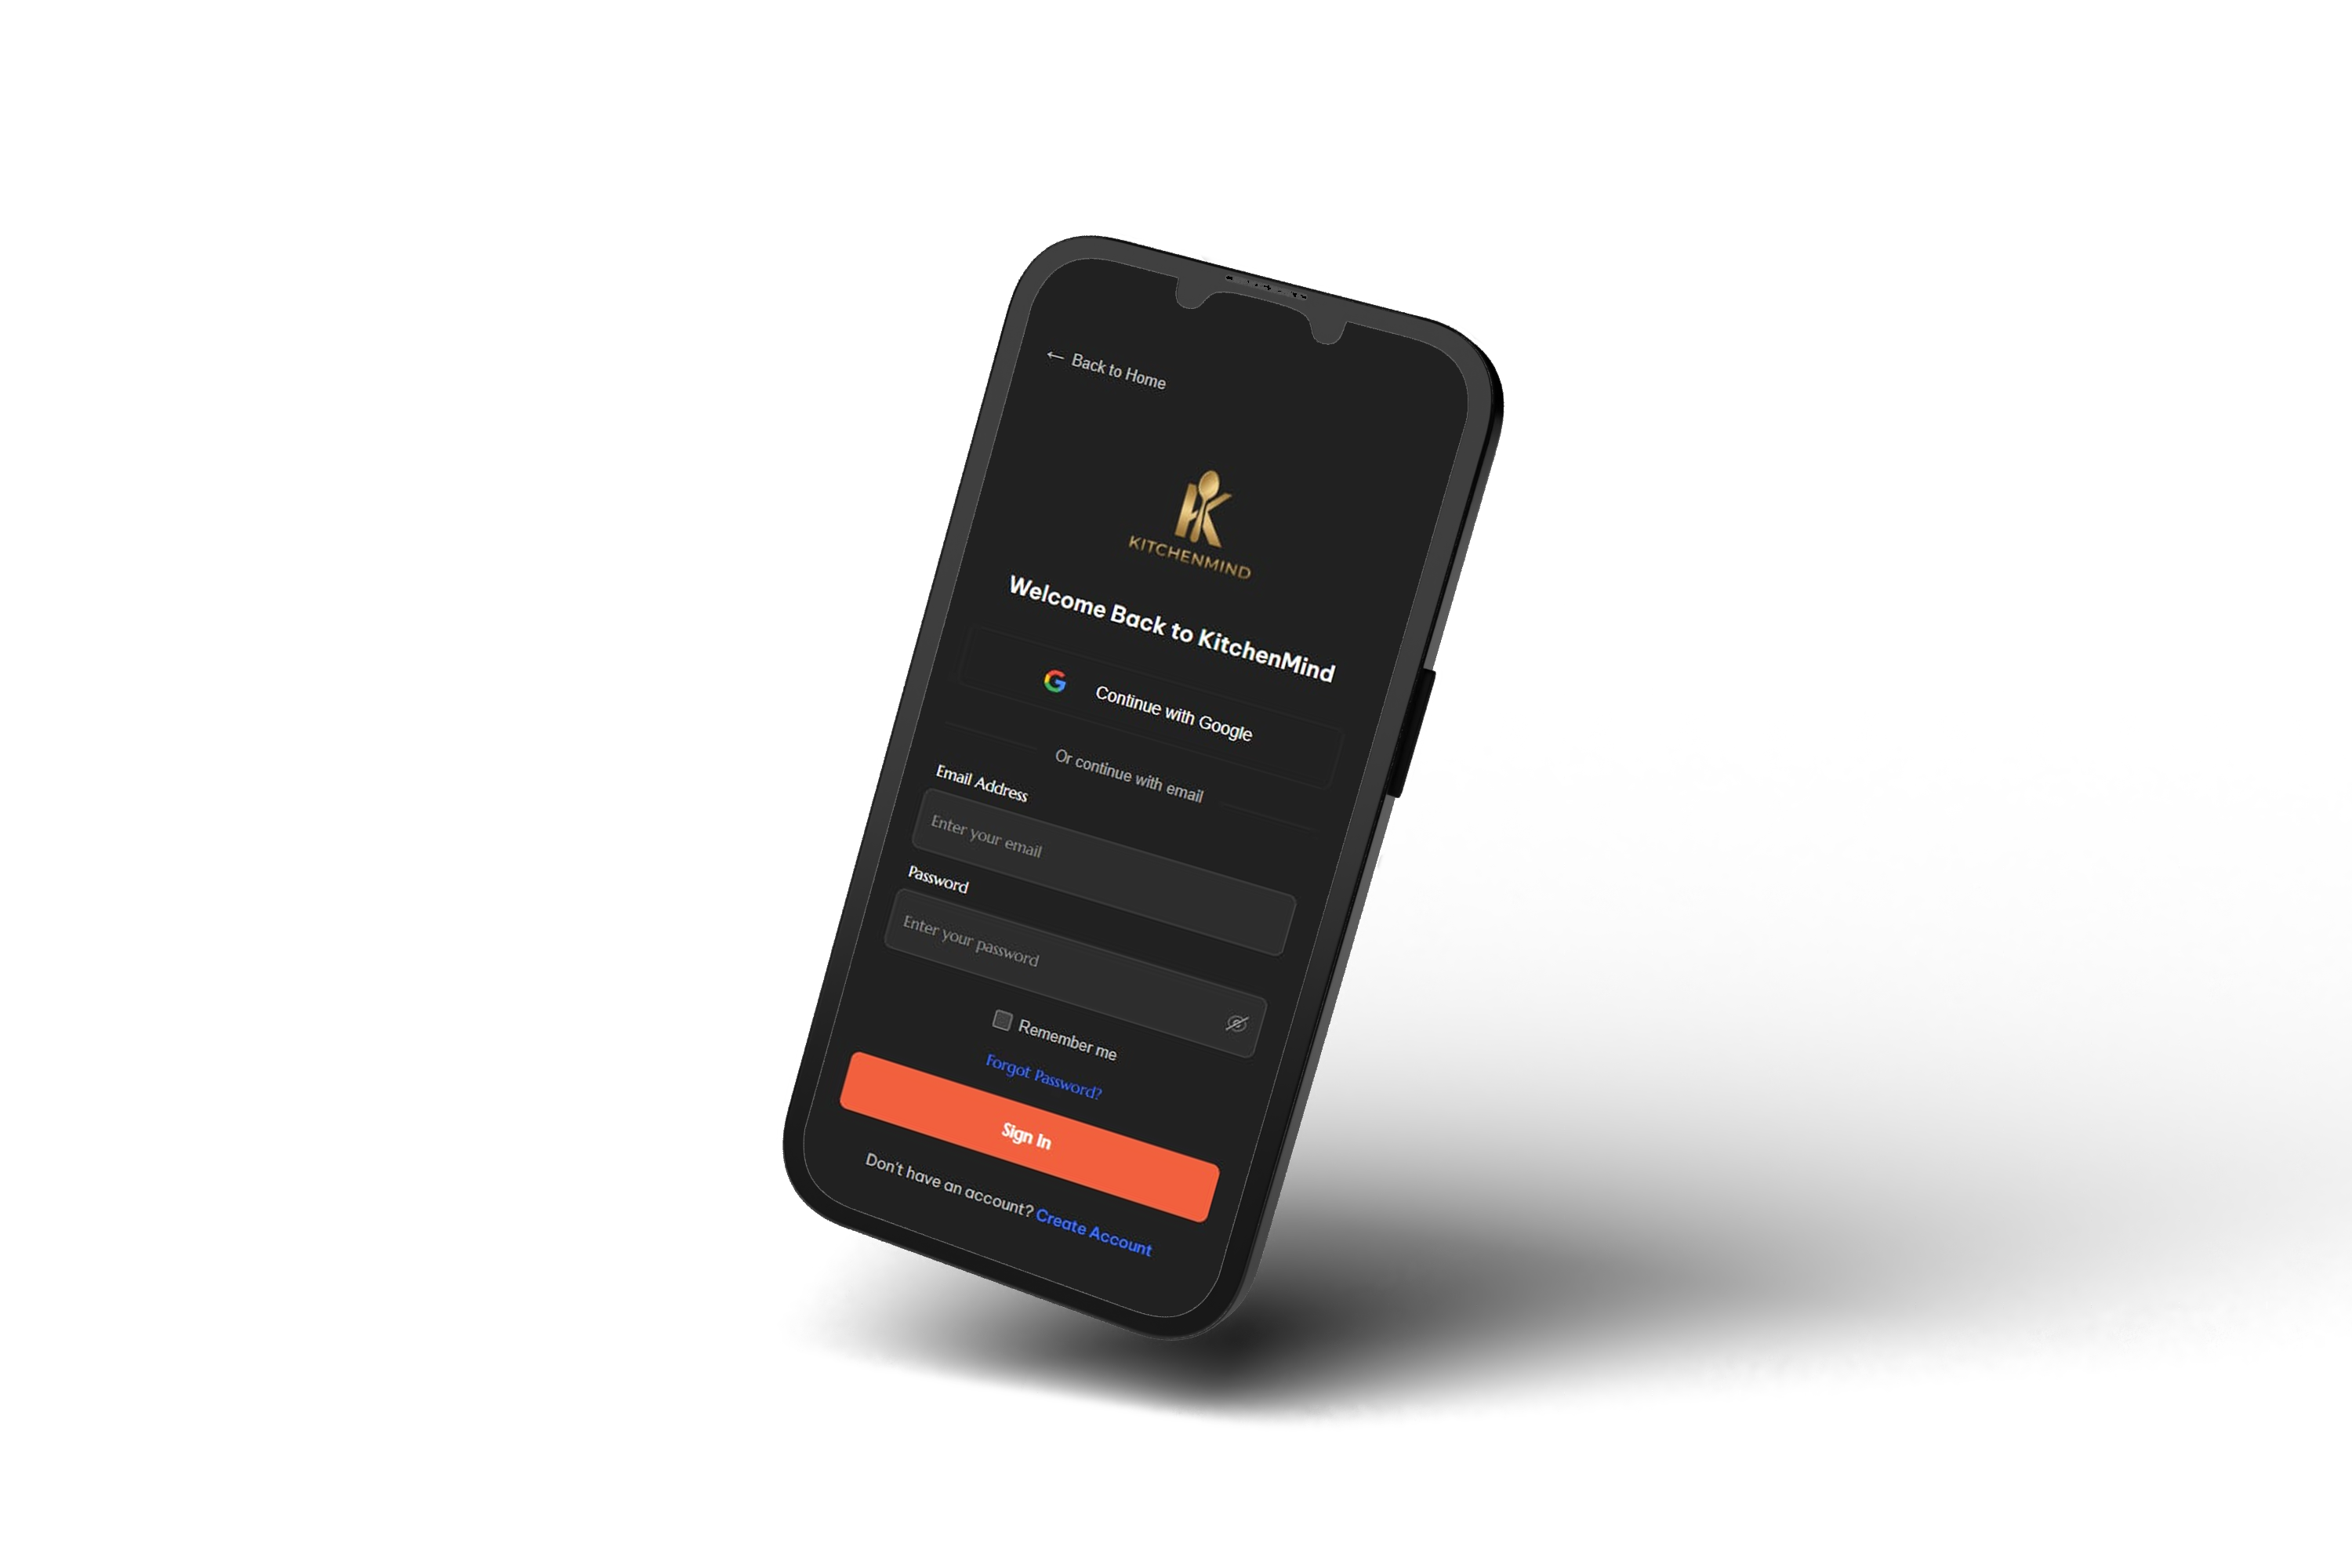 ← Back to Home
KITCHENMIND
Welcome Back to KitchenMind
Continue with Google
Or continue with email
Email Address
Enter your email
Password
Enter your password
Remember me
Forgot Password?
Sign In
Don't have an account? Create Account